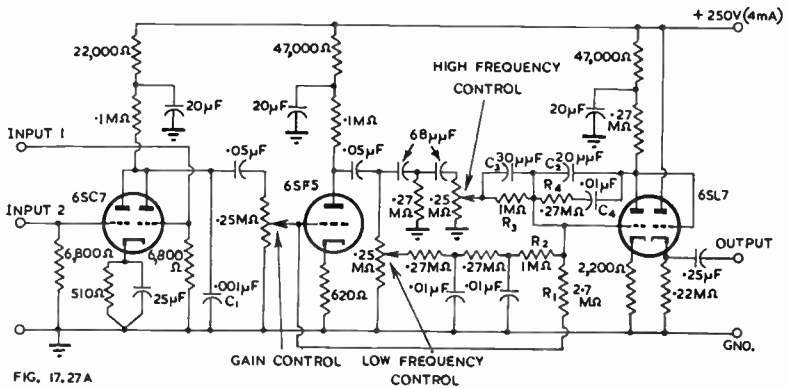 +250V(4mA)
22,000Ω
47,000Ω
47,000Ω
HIGH FREQUENCY
CONTROL
20µF
20µF
20µF
.1MΩ
.1MΩ
.27
MΩ
INPUT 1
.05µF
.05µF
68µµF
C3
30µµF
C2
20µµF
R4
.01µF
C4
6SC7
6SF5
6SL7
INPUT 2
.25MΩ
.27
MΩ
.25
MΩ
1MΩ
R3
.27MΩ
OUTPUT
6,800Ω
6,800
Ω
.25
MΩ
R2
1MΩ
.27MΩ
.27MΩ
2,200Ω
.25µF
510Ω
25µF
.001µF
C1
620Ω
.01µF
.01µF
R1
2.7
MΩ
.22MΩ
GAIN CONTROL
LOW FREQUENCY
CONTROL
GND.
FIG. 17.27A